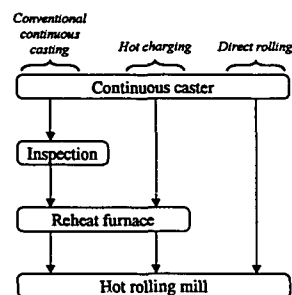 Conventional
continuous
casting
Hot charging
Direct rolling
Continuous caster
Inspection
Reheat furnace
Hot rolling mill